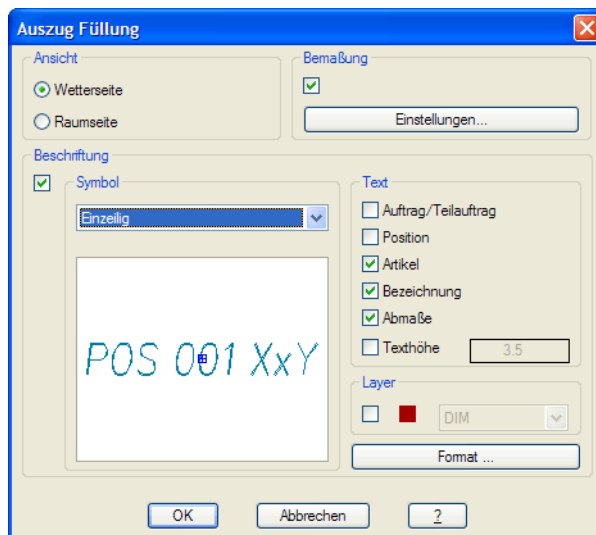 Auszug Füllung
Ansicht
Wetterseite
Raumseite
Bemaßung
Einstellungen...
Beschriftung
Symbol
Einzeilig
POS 001 XxY
Text
Auftrag/Teilauftrag
Position
Artikel
Bezeichnung
Abmaße
Texthöhe 3.5
Layer
DIM
Format ...
OK Abbrechen ?